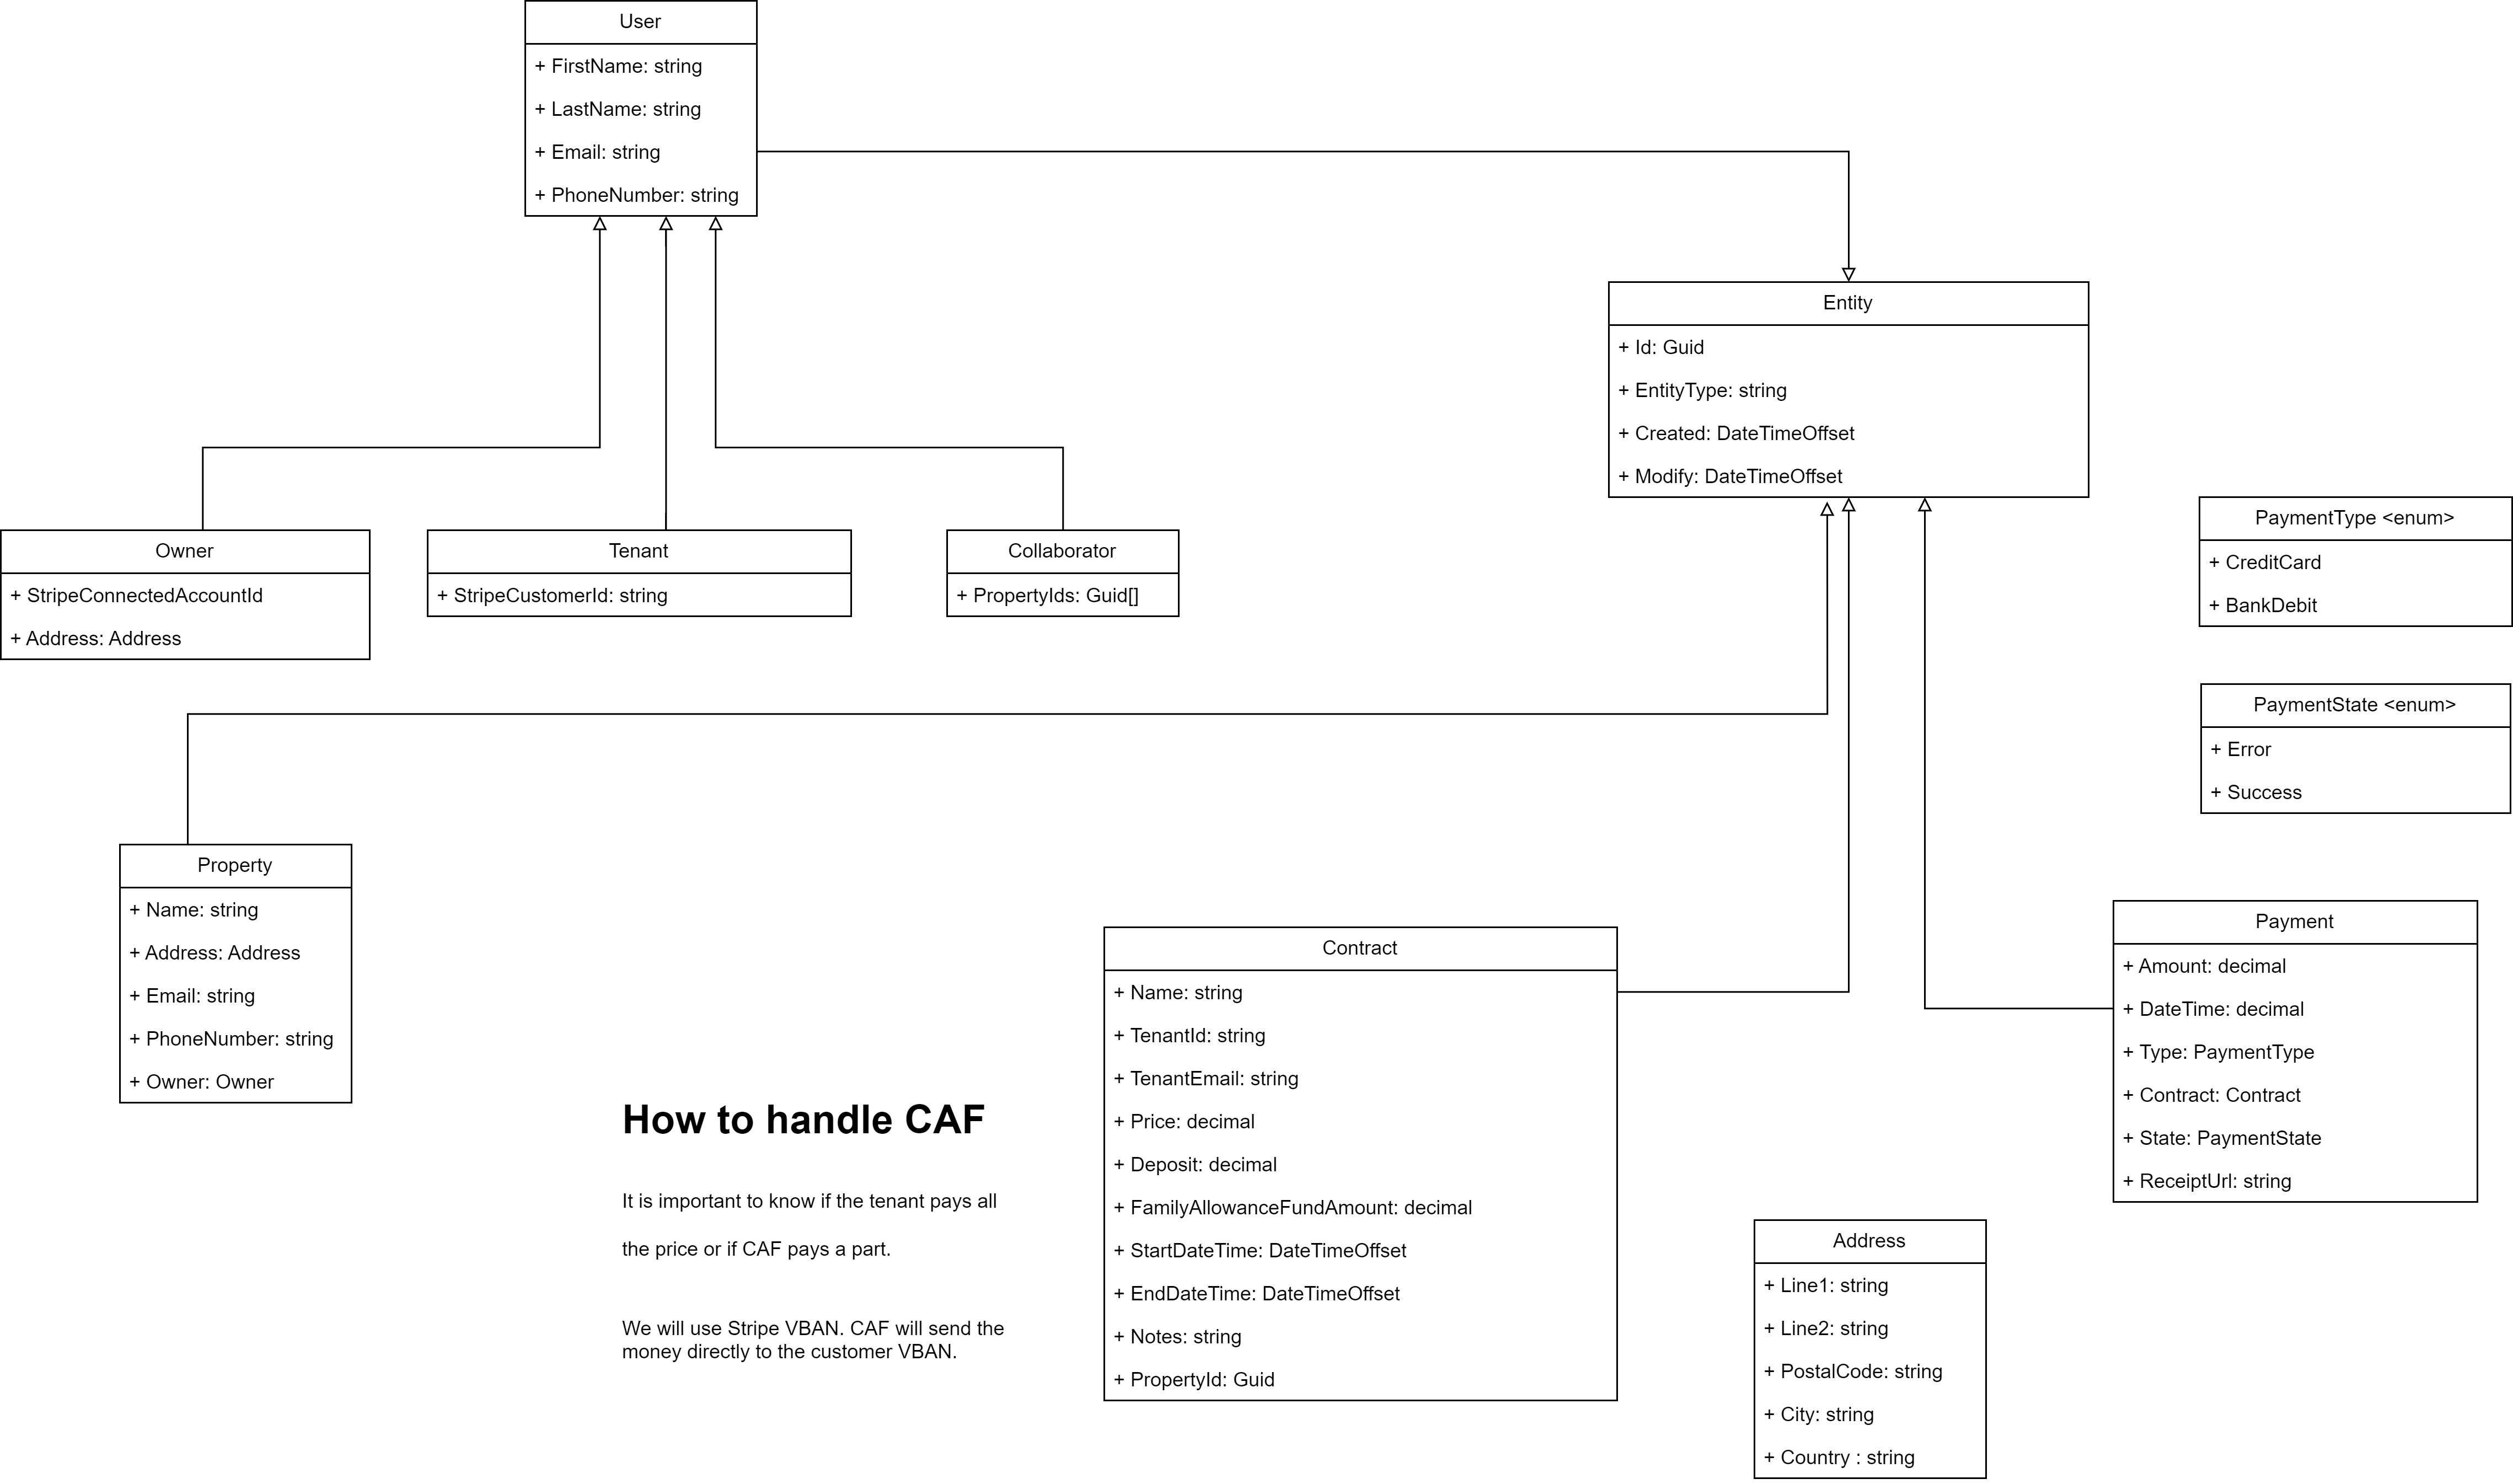 User
+ FirstName: string
+ LastName: string
+ Email: string
+ PhoneNumber: string
Entity
+ Id: Guid
+ EntityType: string
+ Created: DateTimeOffset
+ Modify: DateTimeOffset
Owner
+ StripeConnectedAccountId
+ Address: Address
Tenant
+ StripeCustomerId: string
Collaborator
+ PropertyIds: Guid[]
PaymentType <enum>
+ CreditCard
+ BankDebit
PaymentState <enum>
+ Error
+ Success
Property
+ Name: string
+ Address: Address
+ Email: string
+ PhoneNumber: string
+ Owner: Owner
How to handle CAF
It is important to know if the tenant pays all
the price or if CAF pays a part.
We will use Stripe VBAN. CAF will send the
money directly to the customer VBAN.
Contract
+ Name: string
+ TenantId: string
+ TenantEmail: string
+ Price: decimal
+ Deposit: decimal
+ FamilyAllowanceFundAmount: decimal
+ StartDateTime: DateTimeOffset
+ EndDateTime: DateTimeOffset
+ Notes: string
+ PropertyId: Guid
Payment
+ Amount: decimal
+ DateTime: decimal
+ Type: PaymentType
+ Contract: Contract
+ State: PaymentState
+ ReceiptUrl: string
Address
+ Line1: string
+ Line2: string
+ PostalCode: string
+ City: string
+ Country : string